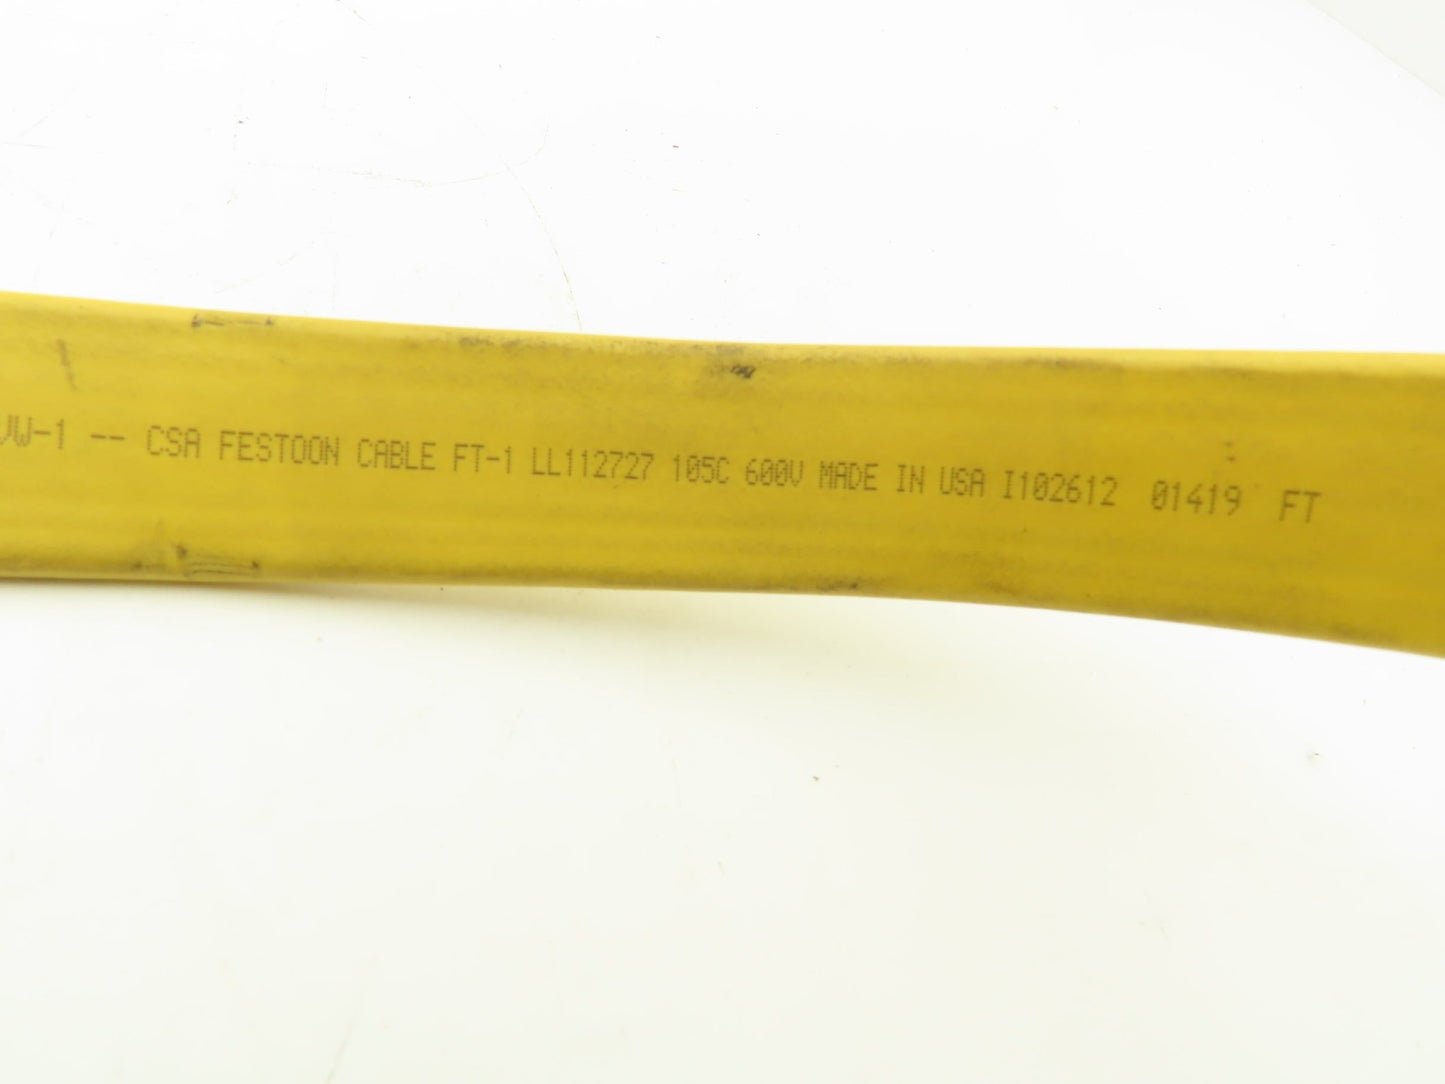 VW-1 -- CSA FESTOON CABLE FT-1 LL112727 105C 600V MADE IN USA I102612 01419 FT